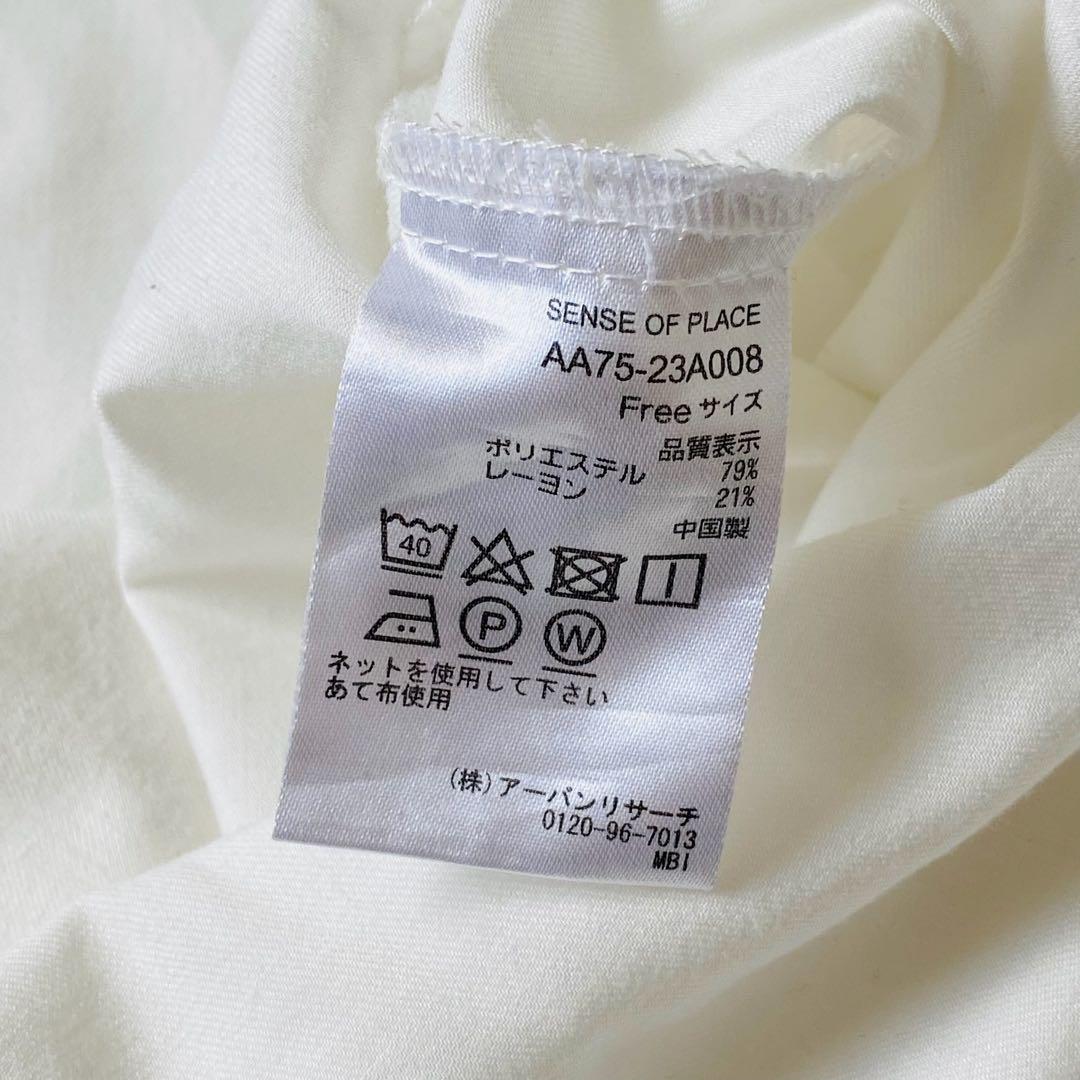 SENSE OF PLACE
AA75-23A008
Free サイズ
品質表示
ポリエステル 79%
レーヨン 21%
中国製
40
P W
ネットを使用して下さい
あて布使用
(株)アーバンリサーチ
0120-96-7013
MBI